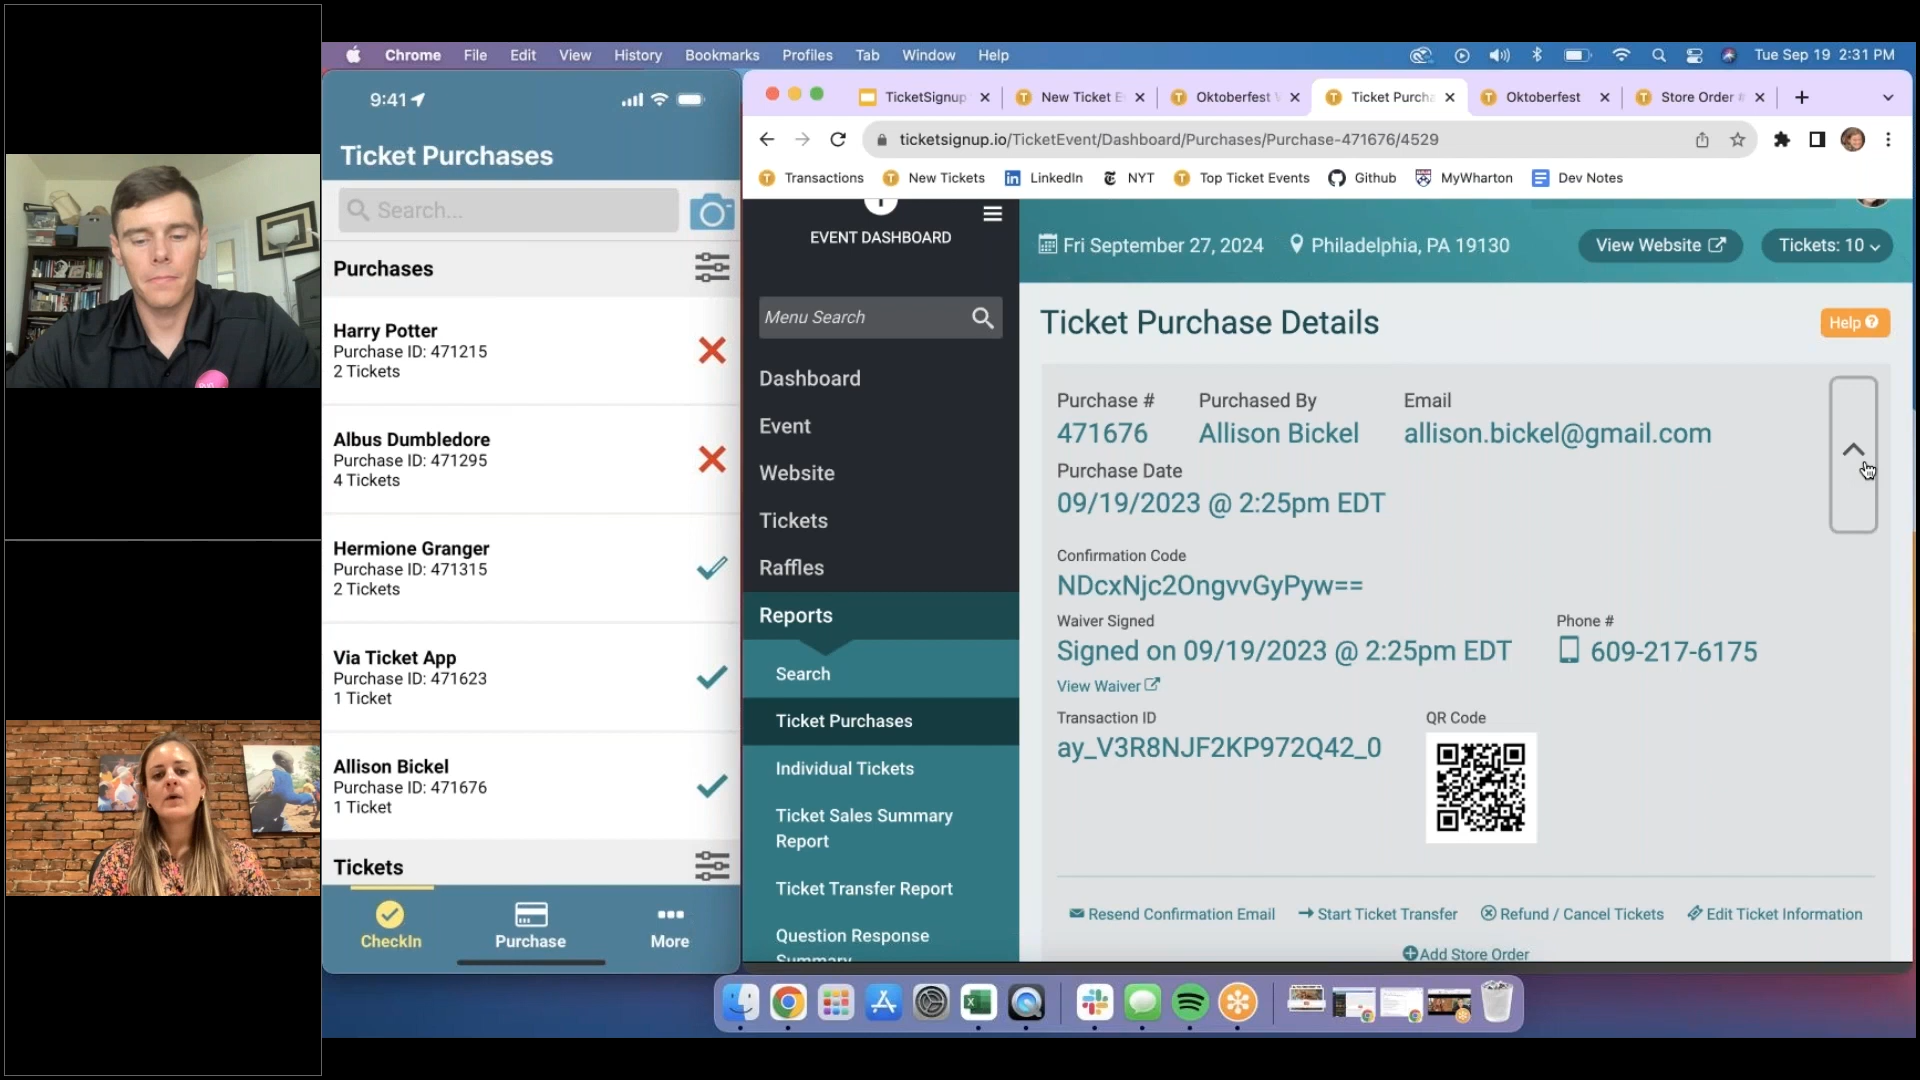 Chrome File Edit View History Bookmarks Profiles Tab Window Help
Tue Sep 19 2:31 PM
9:41
Ticket Purchases
Search...
Purchases
Harry Potter
Purchase ID: 471215
2 Tickets
Albus Dumbledore
Purchase ID: 471295
4 Tickets
Hermione Granger
Purchase ID: 471315
2 Tickets
Via Ticket App
Purchase ID: 471623
1 Ticket
Allison Bickel
Purchase ID: 471676
1 Ticket
Tickets
CheckIn Purchase More
TicketSignup New Ticket E Oktoberfest Ticket Purcha Oktoberfest Store Order
ticketsignup.io/TicketEvent/Dashboard/Purchases/Purchase-471676/4529
Transactions New Tickets LinkedIn NYT Top Ticket Events Github MyWharton Dev Notes
EVENT DASHBOARD
Menu Search
Dashboard
Event
Website
Tickets
Raffles
Reports
Search
Ticket Purchases
Individual Tickets
Ticket Sales Summary
Report
Ticket Transfer Report
Question Response
Summary
Fri September 27, 2024 Philadelphia, PA 19130 View Website Tickets: 10
Ticket Purchase Details
Help
Purchase # Purchased By Email
471676 Allison Bickel allison.bickel@gmail.com
Purchase Date
09/19/2023 @ 2:25pm EDT
Confirmation Code
NDcxNjc2OngvvGyPyw==
Waiver Signed Phone #
Signed on 09/19/2023 @ 2:25pm EDT 609-217-6175
View Waiver
Transaction ID QR Code
ay_V3R8NJF2KP972Q42_0
Resend Confirmation Email Start Ticket Transfer Refund / Cancel Tickets Edit Ticket Information
Add Store Order